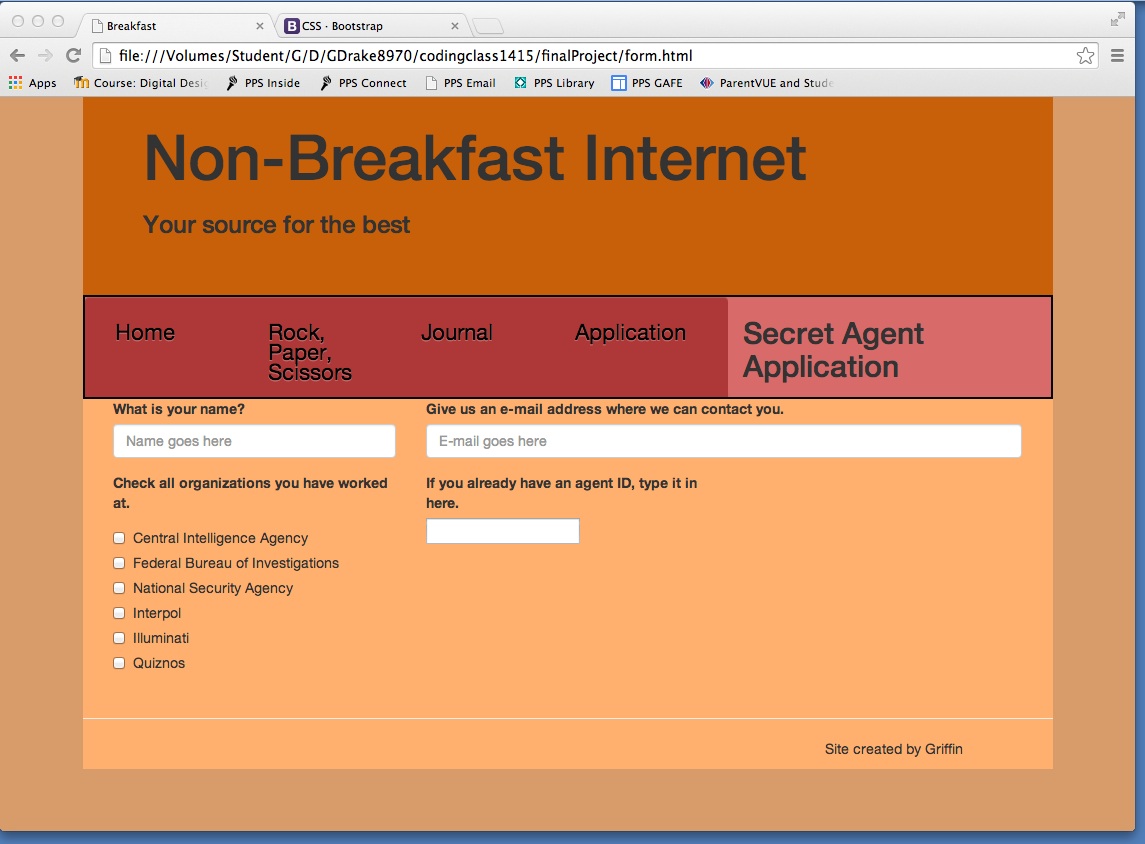 Breakfast
CSS · Bootstrap
file:///Volumes/Student/G/D/GDrake8970/codingclass1415/finalProject/form.html
Apps Course: Digital Desig PPS Inside PPS Connect PPS Email PPS Library PPS GAFE ParentVUE and Stude
Non-Breakfast Internet
Your source for the best
Home
Rock,
Paper,
Scissors
Journal
Application
Secret Agent
Application
What is your name?
Give us an e-mail address where we can contact you.
Name goes here
E-mail goes here
Check all organizations you have worked
at.
If you already have an agent ID, type it in
here.
Central Intelligence Agency
Federal Bureau of Investigations
National Security Agency
Interpol
Illuminati
Quiznos
Site created by Griffin